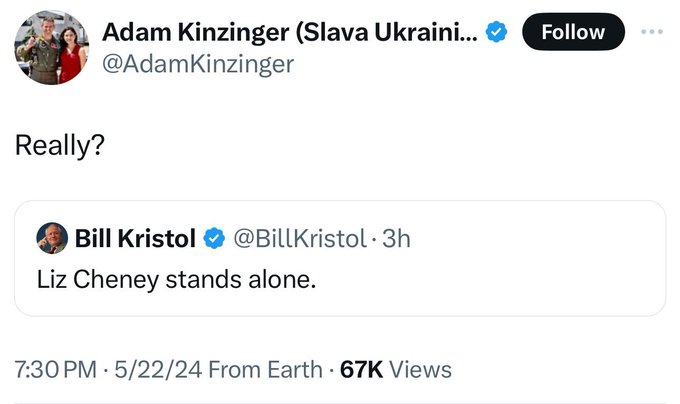 Adam Kinzinger (Slava Ukraini... Follow
@AdamKinzinger
Really?
Bill Kristol @BillKristol · 3h
Liz Cheney stands alone.
7:30 PM · 5/22/24 From Earth · 67K Views